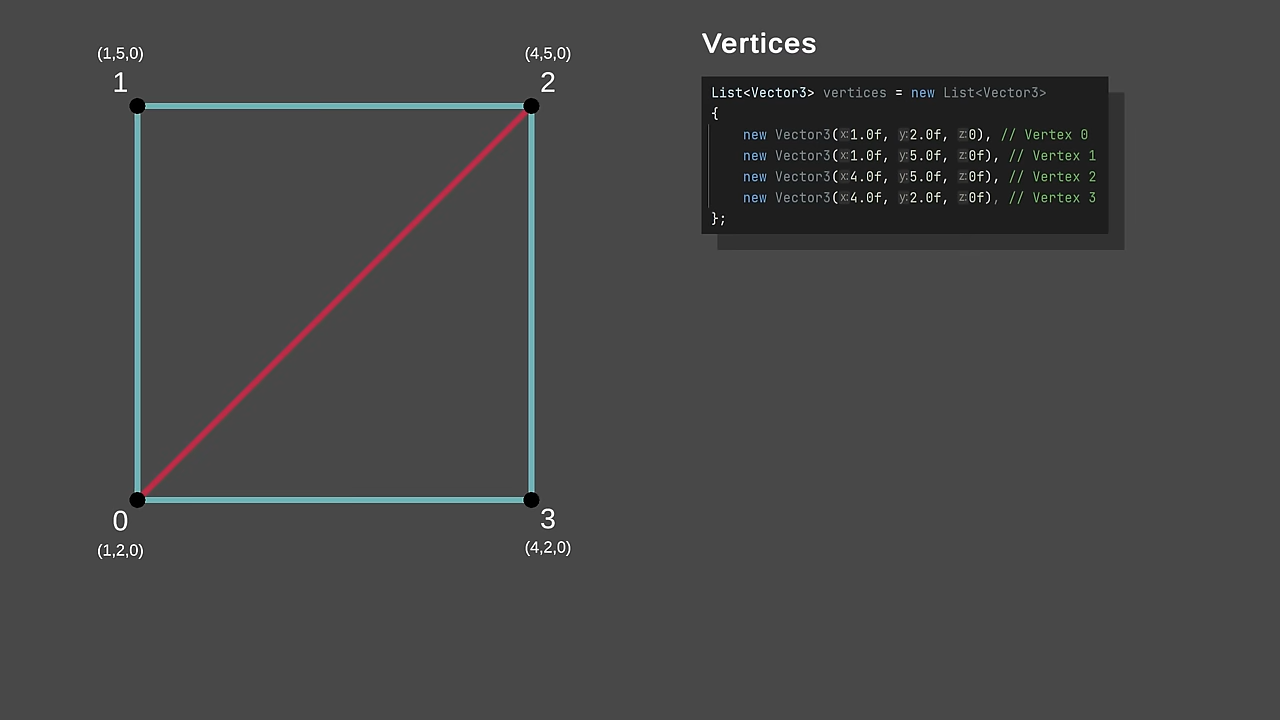 (1,5,0)
1
(4,5,0)
2
0
(1,2,0)
3
(4,2,0)
Vertices
List<Vector3> vertices = new List<Vector3>
{
new Vector3(x:1.0f, y:2.0f, z:0), // Vertex 0
new Vector3(x:1.0f, y:5.0f, z:0f), // Vertex 1
new Vector3(x:4.0f, y:5.0f, z:0f), // Vertex 2
new Vector3(x:4.0f, y:2.0f, z:0f), // Vertex 3
};